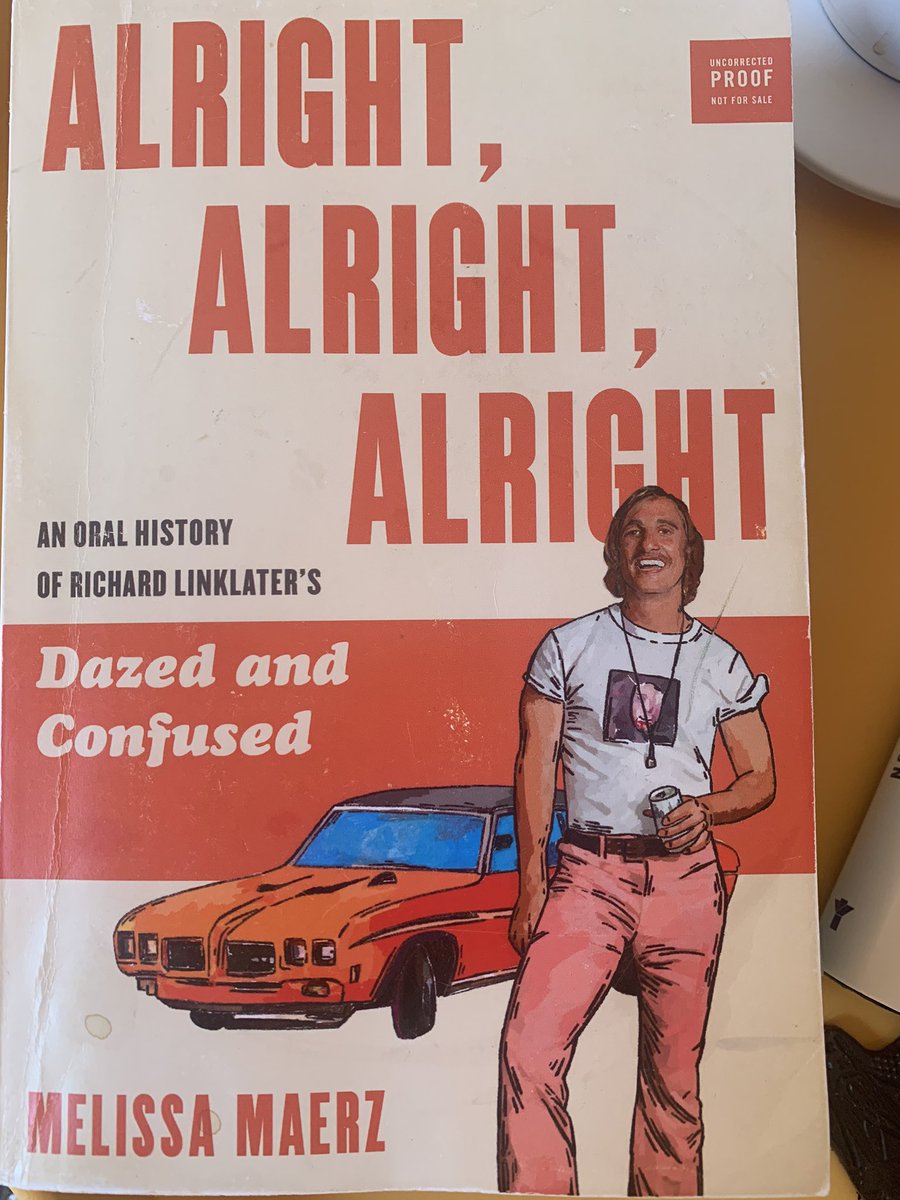 ALRIGHT,
UNCORRECTED
PROOF
NOT FOR SALE
ALRIGHT,
ALRIGHT
AN ORAL HISTORY
OF RICHARD LINKLATER'S
Dazed and
Confused
MELISSA MAERZ